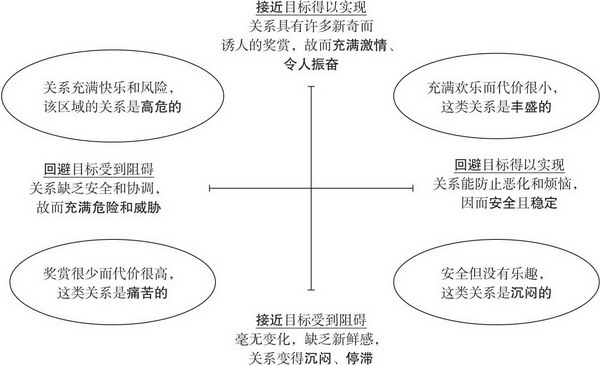 接近目标得以实现
关系具有许多新奇而
诱人的奖赏，故而充满激情、
令人振奋
关系充满快乐和风险，
该区域的关系是高危的
充满欢乐而代价很小，
这类关系是丰盛的
回避目标受到阻碍
关系缺乏安全和协调，
故而充满危险和威胁
回避目标得以实现
关系能防止恶化和烦恼，
因而安全且稳定
奖赏很少而代价很高，
这类关系是痛苦的
安全但没有乐趣，
这类关系是沉闷的
接近目标受到阻碍
毫无变化，缺乏新鲜感，
关系变得沉闷、停滞